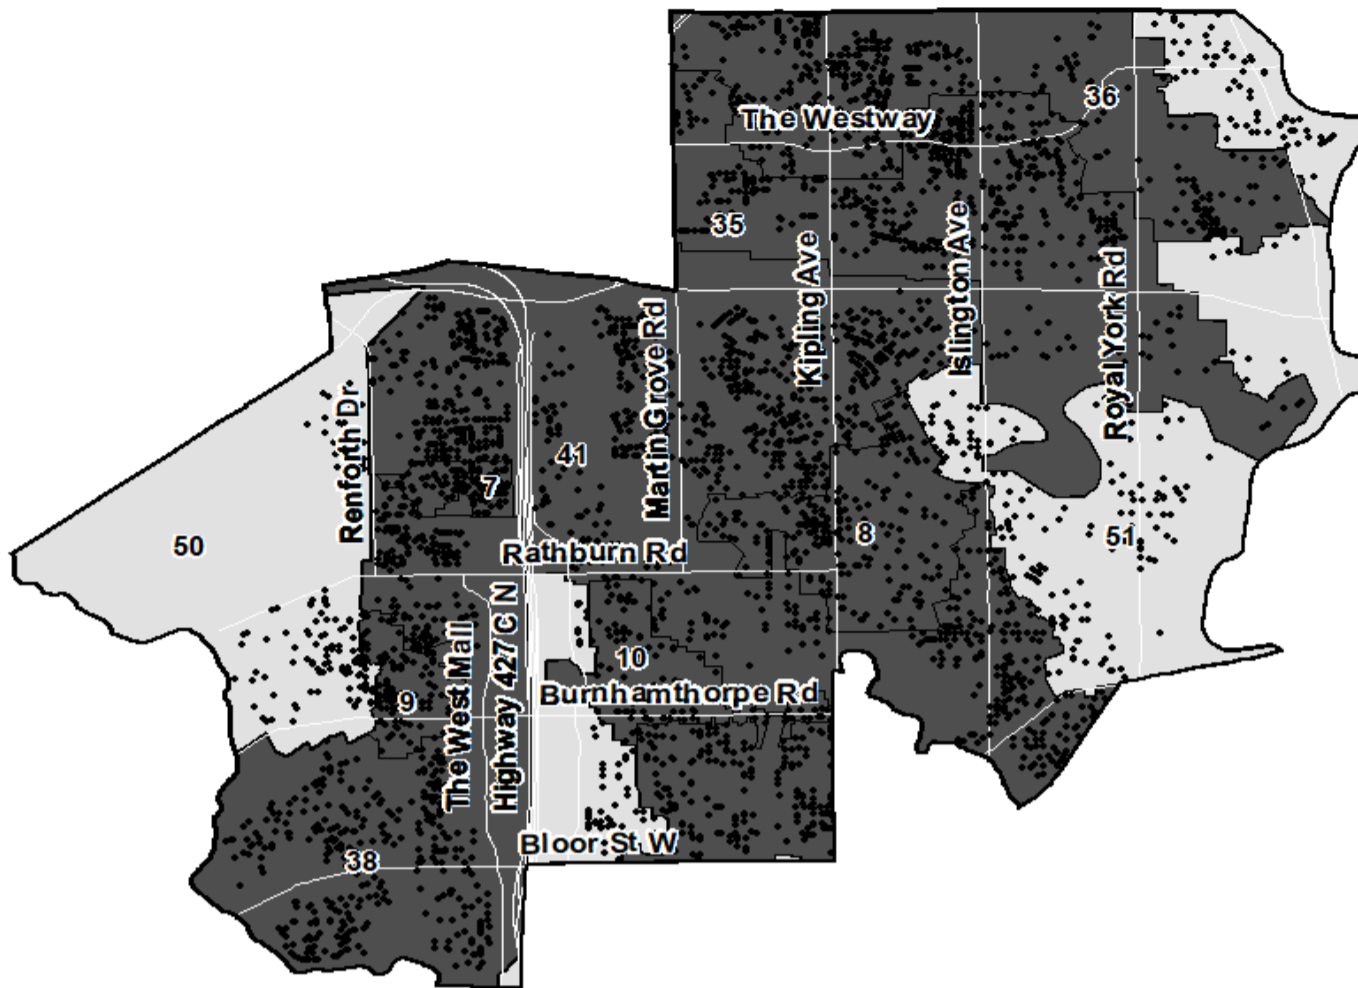 36
The Westway
35
Kipling Ave
Islington Ave
Royal York Rd
Martin Grove Rd
Renforth Dr
41
7
50
8
51
Rathburn Rd
The West Mall
Highway 427 C N
10
9
Burnhamthorpe Rd
Bloor St W
38